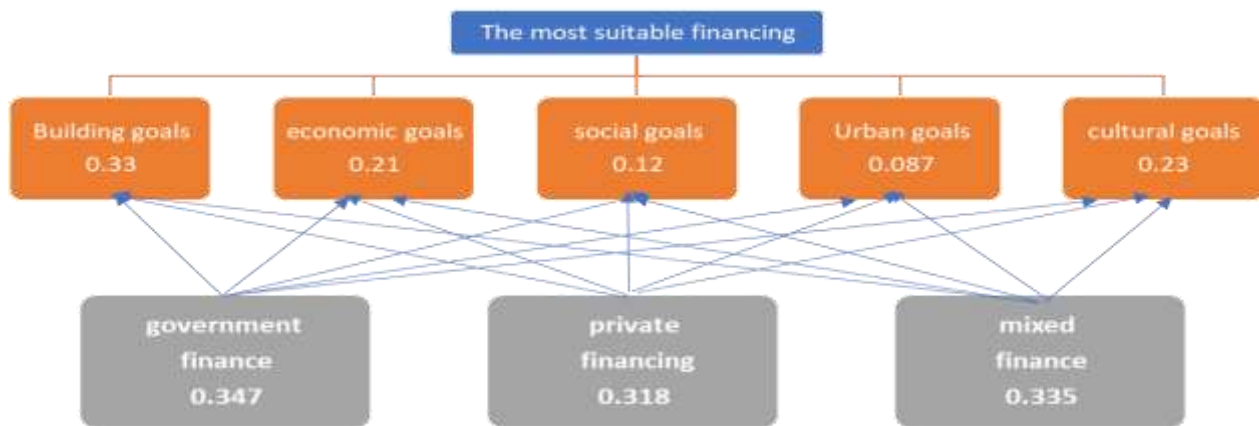 The most suitable financing
Building goals
0.33
economic goals
0.21
social goals
0.12
Urban goals
0.087
cultural goals
0.23
government
finance
0.347
private
financing
0.318
mixed
finance
0.335